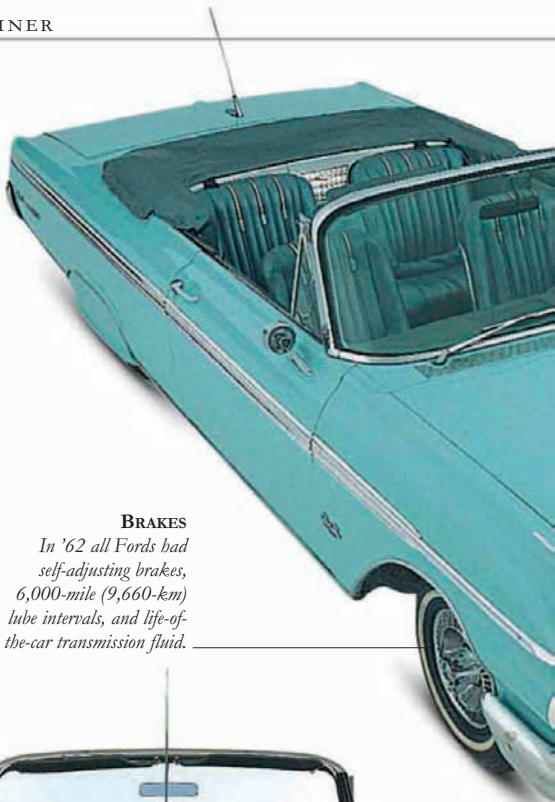 INER
BRAKES
In '62 all Fords had
self-adjusting brakes,
6,000-mile (9,660-km)
lube intervals, and life-of-
the-car transmission fluid.